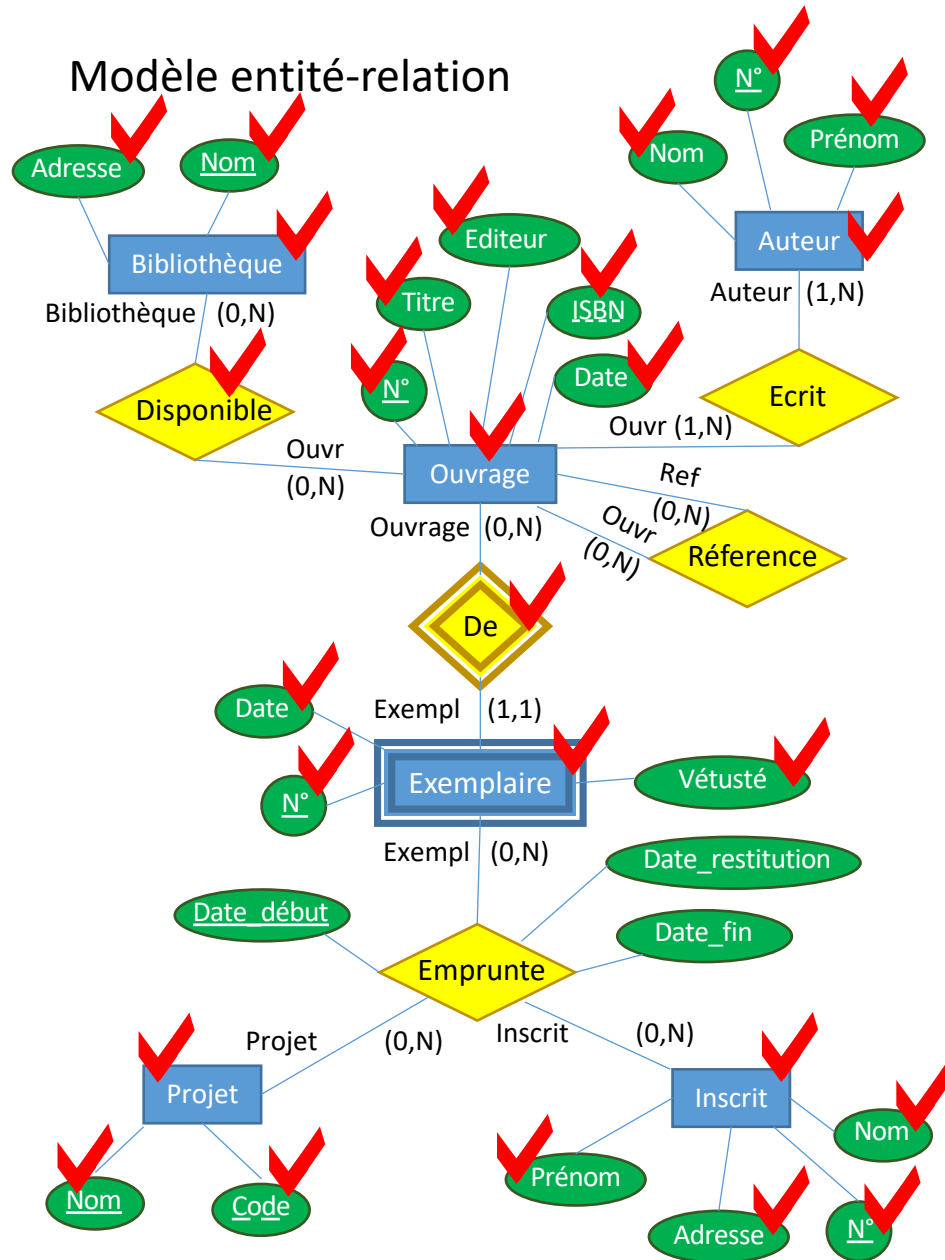 Modèle entité-relation
N°
Adresse
Nom
Nom
Prénom
Editeur
Auteur
Bibliothèque
Auteur (1,N)
Titre
ISBN
Bibliothèque (0,N)
N°
Date
Disponible
Ecrit
Ouvr (1,N)
Ouvr
(0,N)
Ouvrage
Ref
(0,N)
Ouvrage (0,N)
Ouvr
(0,N)
Réference
De
Date
Exempl (1,1)
N°
Exemplaire
Vétusté
Exempl (0,N)
Date_restitution
Date_début
Date_fin
Emprunte
Projet (0,N)
Inscrit (0,N)
Projet
Inscrit
Nom
Prénom
Nom
Code
Adresse
N°